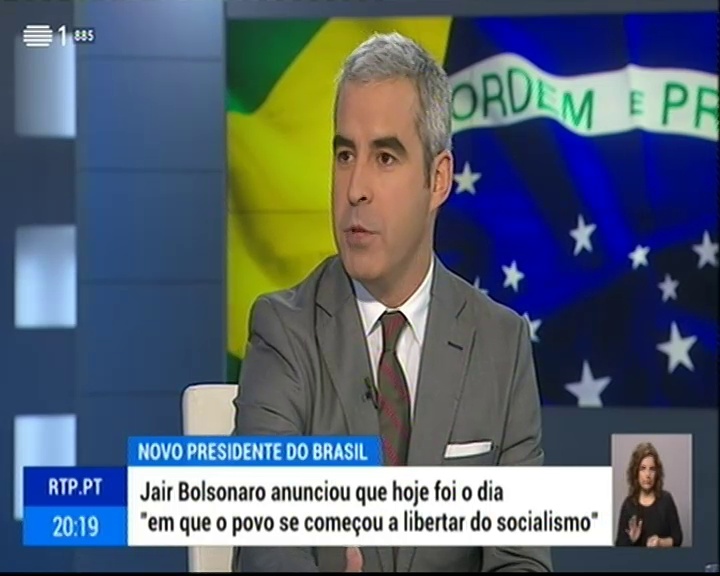 1 885
ORDEM E PR
NOVO PRESIDENTE DO BRASIL
RTP.PT
Jair Bolsonaro anunciou que hoje foi o dia
20:19
"em que o povo se começou a libertar do socialismo"